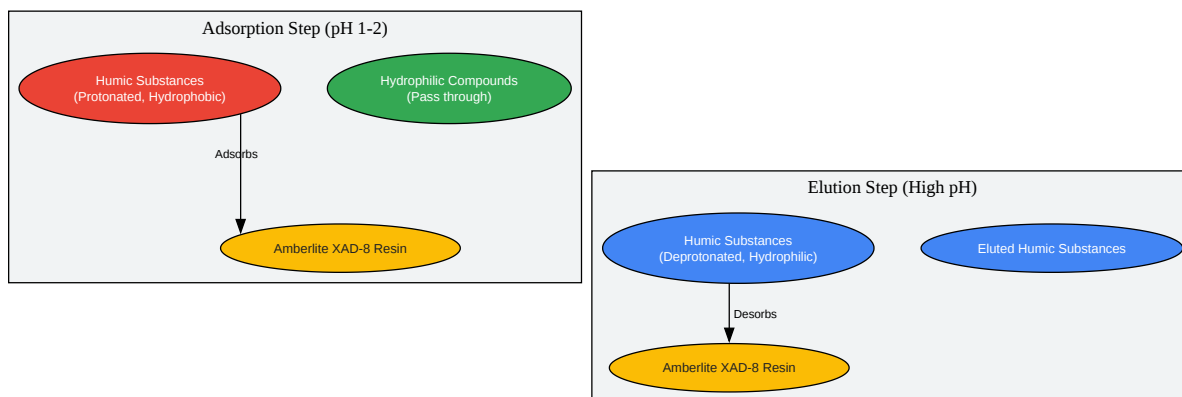 Adsorption Step (pH 1-2)
Humic Substances
(Protonated, Hydrophobic)
Hydrophilic Compounds
(Pass through)
Adsorbs
Amberlite XAD-8 Resin
Elution Step (High pH)
Humic Substances
(Deprotonated, Hydrophilic)
Eluted Humic Substances
Desorbs
Amberlite XAD-8 Resin